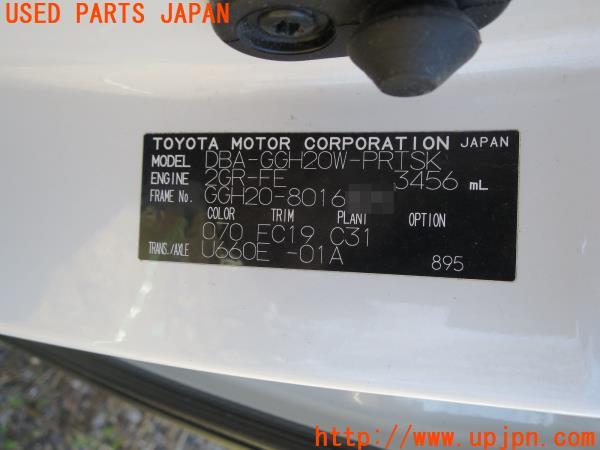 USED PARTS JAPAN
TOYOTA MOTOR CORPORATION JAPAN
MODEL DBA-GGH20W-PRTSK
ENGINE 2GR-FE 3456 mL
FRAME No. GGH20-8016
COLOR TRIM PLANT OPTION
070 FC19 C31
TRANS./AXLE U660E -01A
895
UPJ
http://www.upjpn.com/